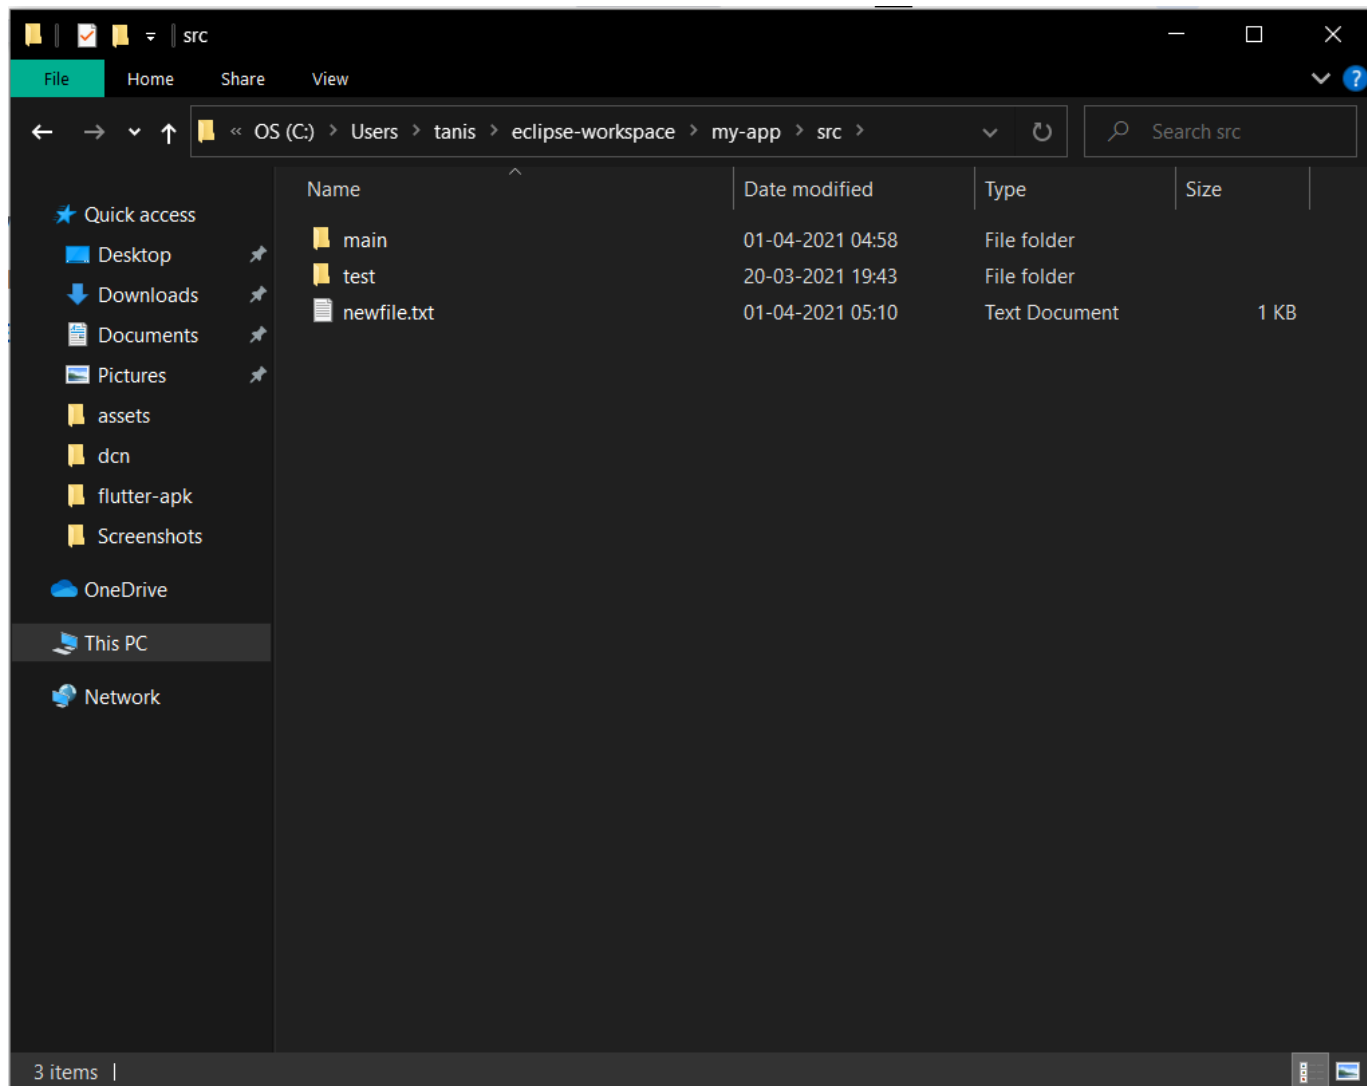 src
File Home Share View
« OS (C:) > Users > tanis > eclipse-workspace > my-app > src >
Search src
Name Date modified Type Size
Quick access
Desktop
Downloads
Documents
Pictures
assets
dcn
flutter-apk
Screenshots
OneDrive
This PC
Network
main 01-04-2021 04:58 File folder
test 20-03-2021 19:43 File folder
newfile.txt 01-04-2021 05:10 Text Document 1 KB
3 items